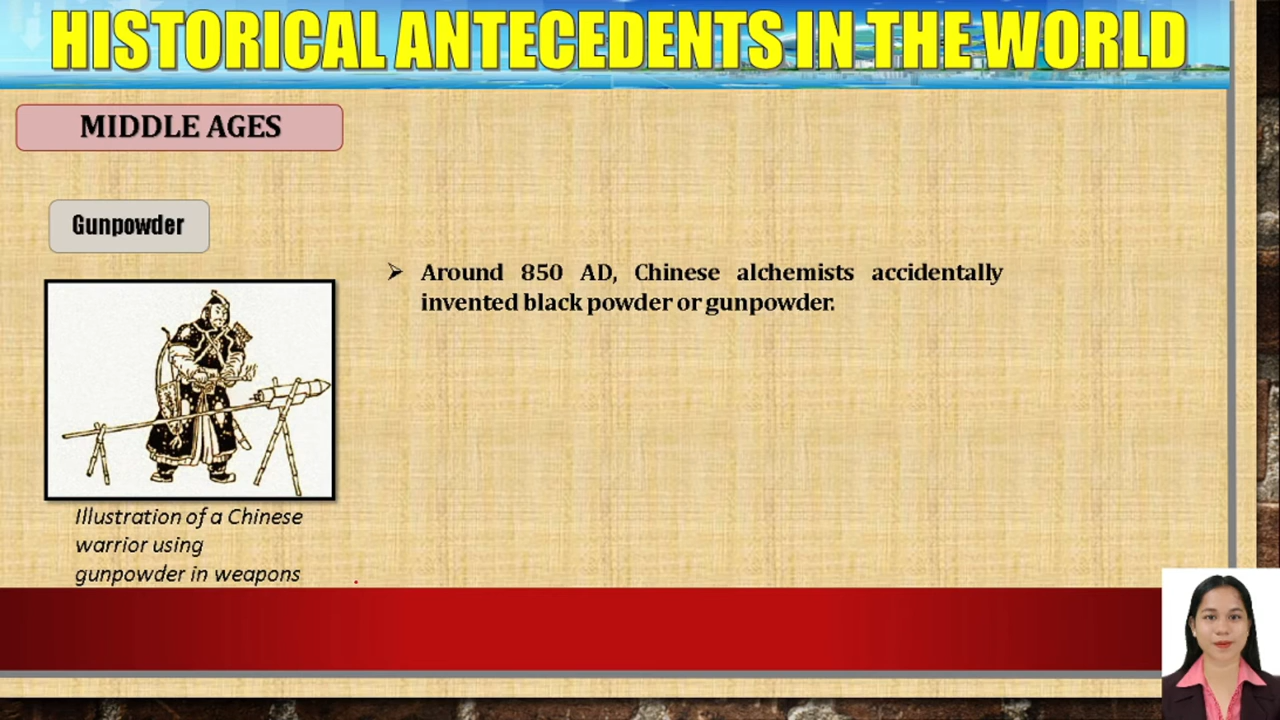 HISTORICAL ANTECEDENTS IN THE WORLD
MIDDLE AGES
Gunpowder
➢ Around 850 AD, Chinese alchemists accidentally
invented black powder or gunpowder.
Illustration of a Chinese
warrior using
gunpowder in weapons